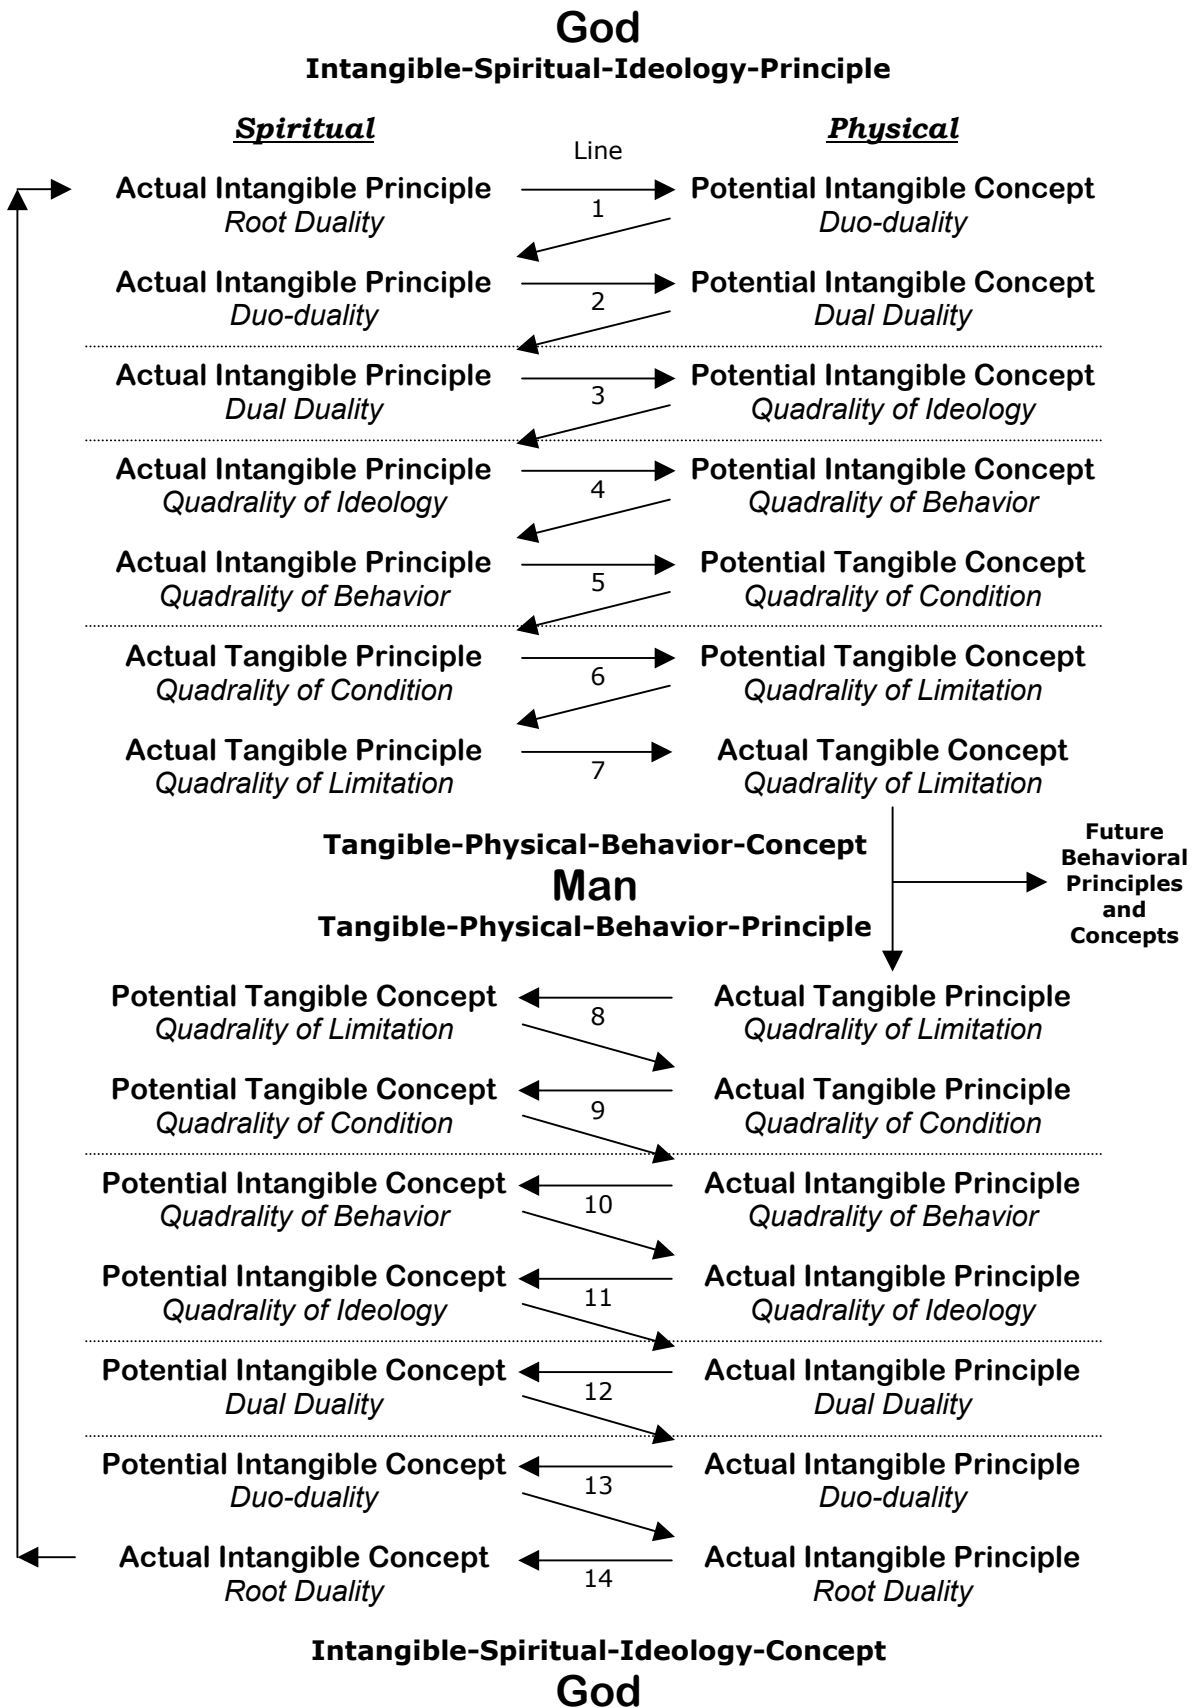 God
Intangible-Spiritual-Ideology-Principle
Spiritual Physical
Line
Actual Intangible Principle 1 Potential Intangible Concept
Root Duality Duo-duality
Actual Intangible Principle 2 Potential Intangible Concept
Duo-duality Dual Duality
Actual Intangible Principle 3 Potential Intangible Concept
Dual Duality Quadrality of Ideology
Actual Intangible Principle 4 Potential Intangible Concept
Quadrality of Ideology Quadrality of Behavior
Actual Intangible Principle 5 Potential Tangible Concept
Quadrality of Behavior Quadrality of Condition
Actual Tangible Principle 6 Potential Tangible Concept
Quadrality of Condition Quadrality of Limitation
Actual Tangible Principle 7 Actual Tangible Concept
Quadrality of Limitation Quadrality of Limitation
Tangible-Physical-Behavior-Concept
Man
Tangible-Physical-Behavior-Principle
Future
Behavioral
Principles
and
Concepts
Potential Tangible Concept 8 Actual Tangible Principle
Quadrality of Limitation Quadrality of Limitation
Potential Tangible Concept 9 Actual Tangible Principle
Quadrality of Condition Quadrality of Condition
Potential Intangible Concept 10 Actual Intangible Principle
Quadrality of Behavior Quadrality of Behavior
Potential Intangible Concept 11 Actual Intangible Principle
Quadrality of Ideology Quadrality of Ideology
Potential Intangible Concept 12 Actual Intangible Principle
Dual Duality Dual Duality
Potential Intangible Concept 13 Actual Intangible Principle
Duo-duality Duo-duality
Actual Intangible Concept 14 Actual Intangible Principle
Root Duality Root Duality
Intangible-Spiritual-Ideology-Concept
God